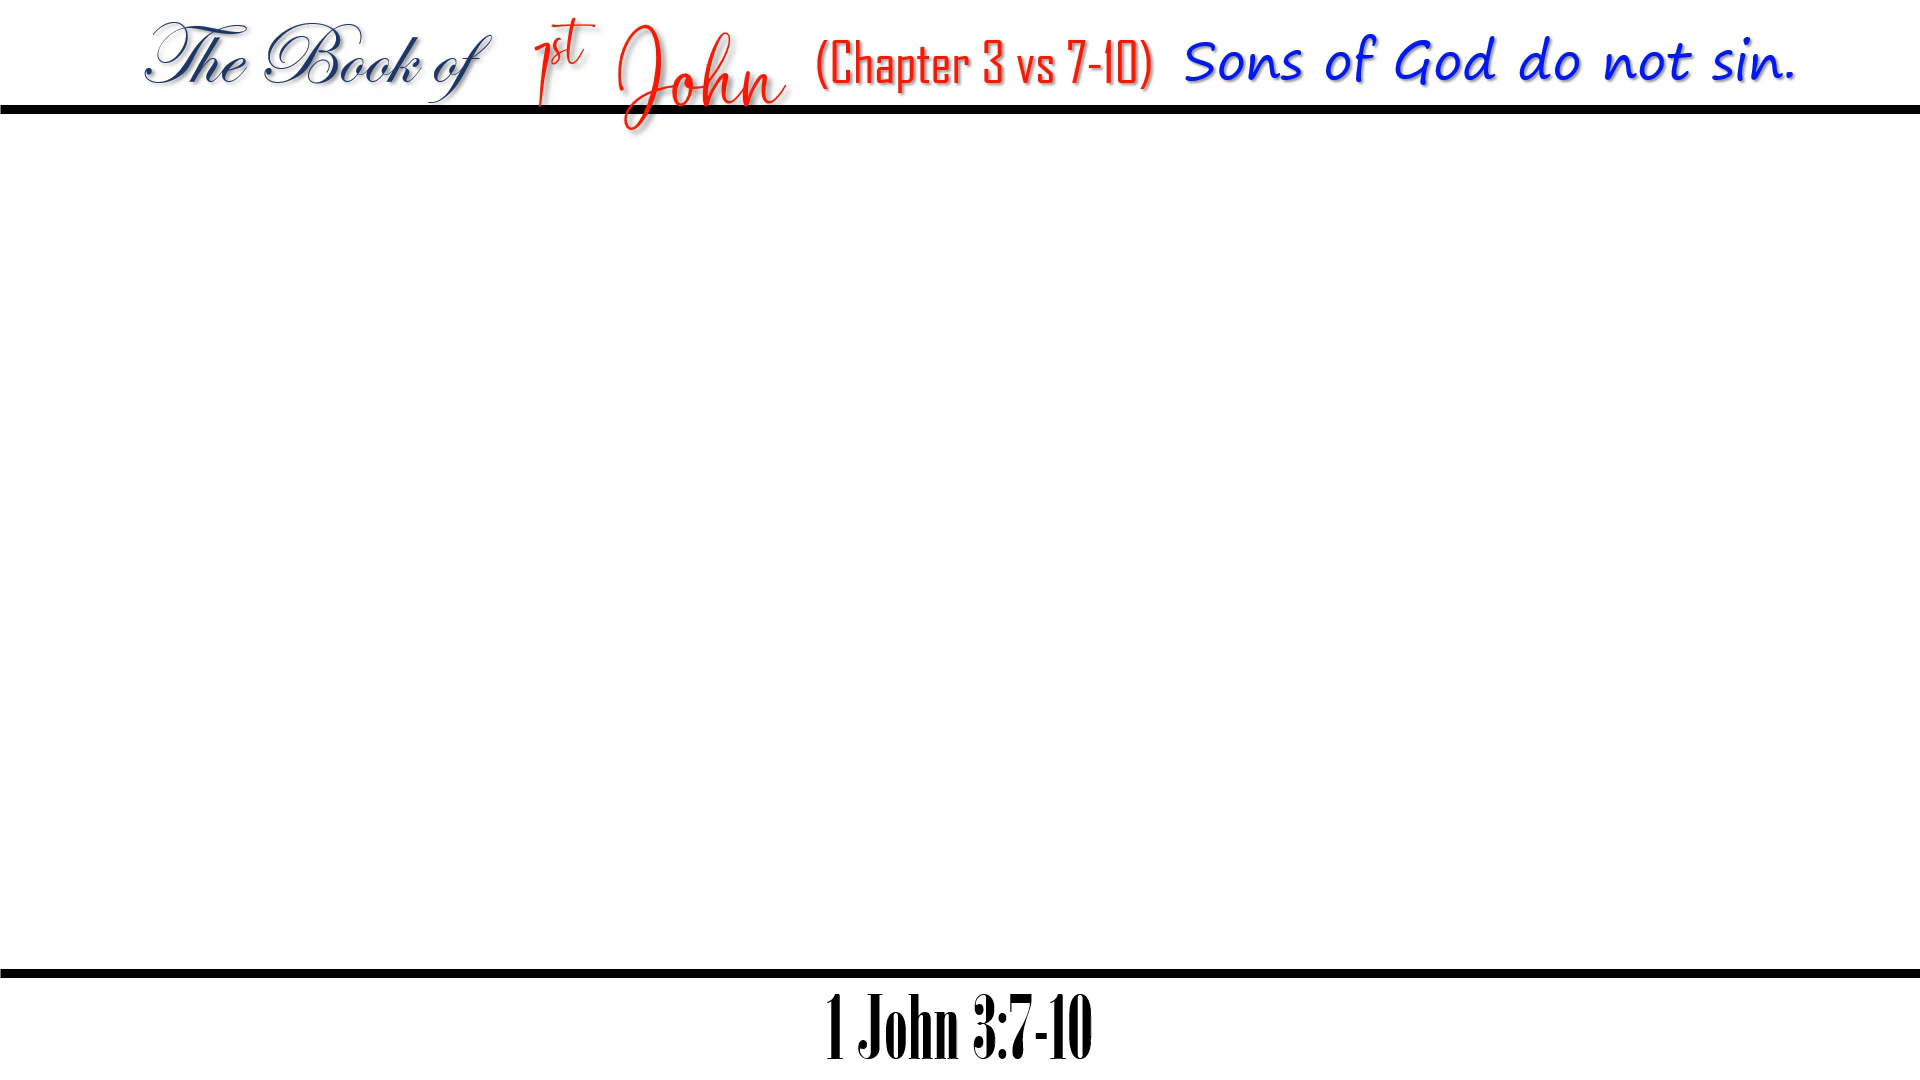 The Book of 1st John (Chapter 3 vs 7-10) Sons of God do not sin.
1 John 3:7-10